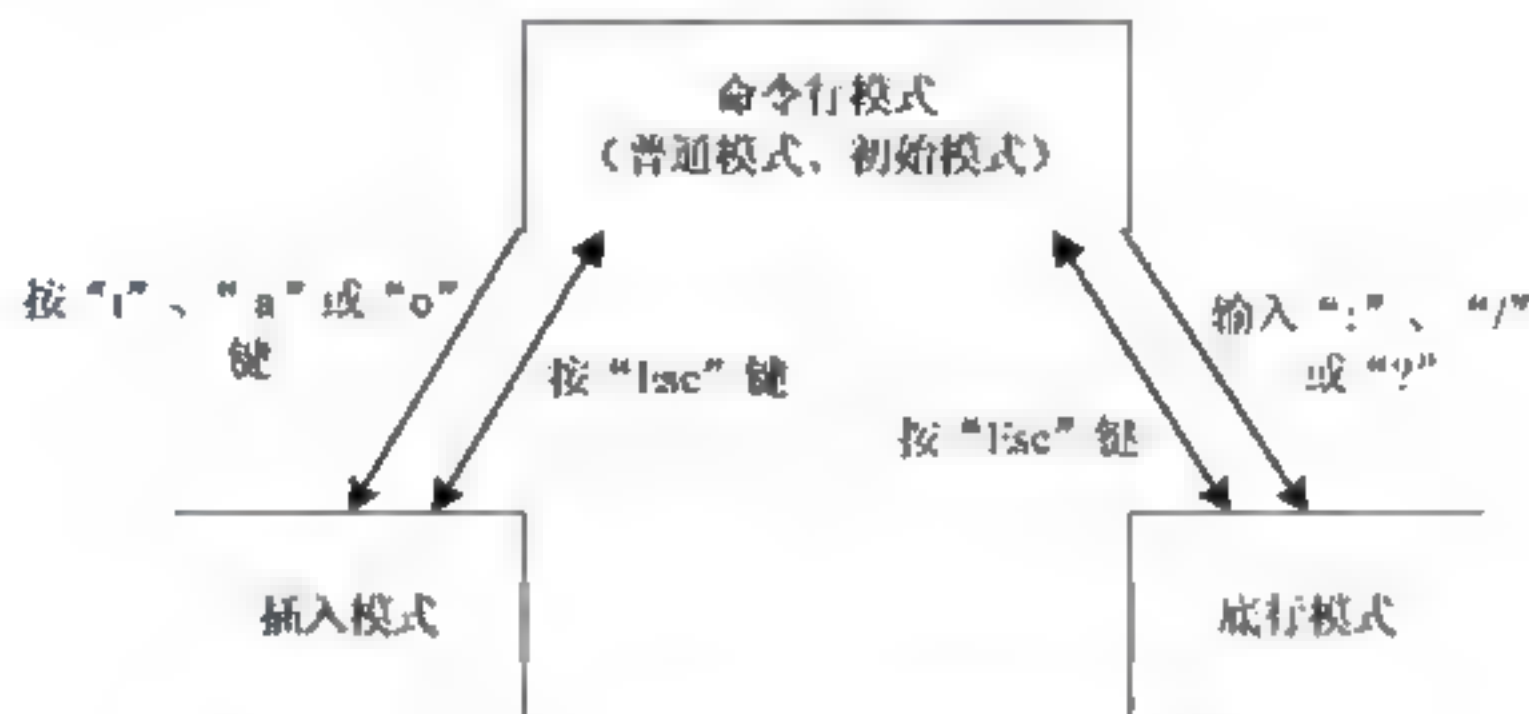 命令行模式
（普通模式、初始模式）
按“i”、“a”或“o”
键
按“Esc”键
输入“:”、“/”
或“?”
按“Esc”键
插入模式
底行模式